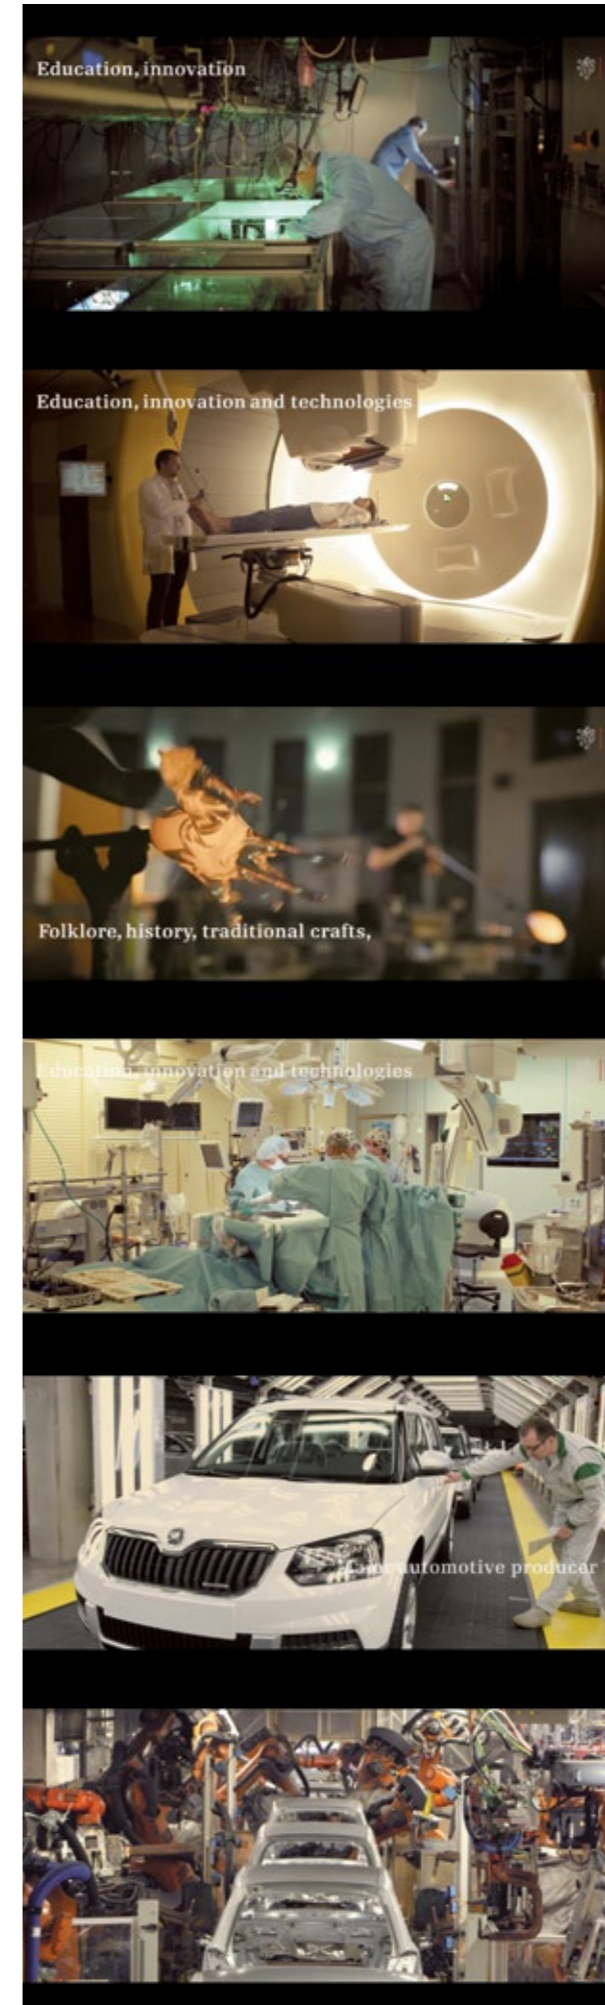 Education, innovation
Education, innovation and technologies
Folklore, history, traditional crafts,
Education, innovation and technologies
automotive producer